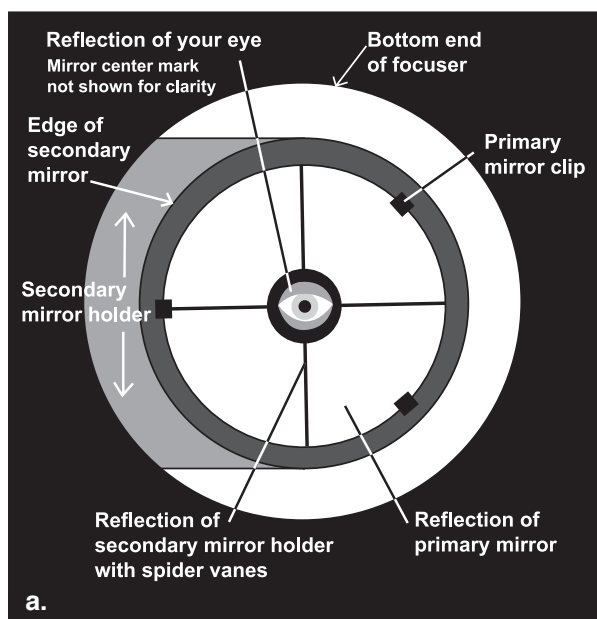 Reflection of your eye
Mirror center mark
not shown for clarity
Bottom end
of focuser
Edge of
secondary
mirror
Primary
mirror clip
Secondary
mirror holder
Reflection of
secondary mirror holder
with spider vanes
Reflection of
primary mirror
a.